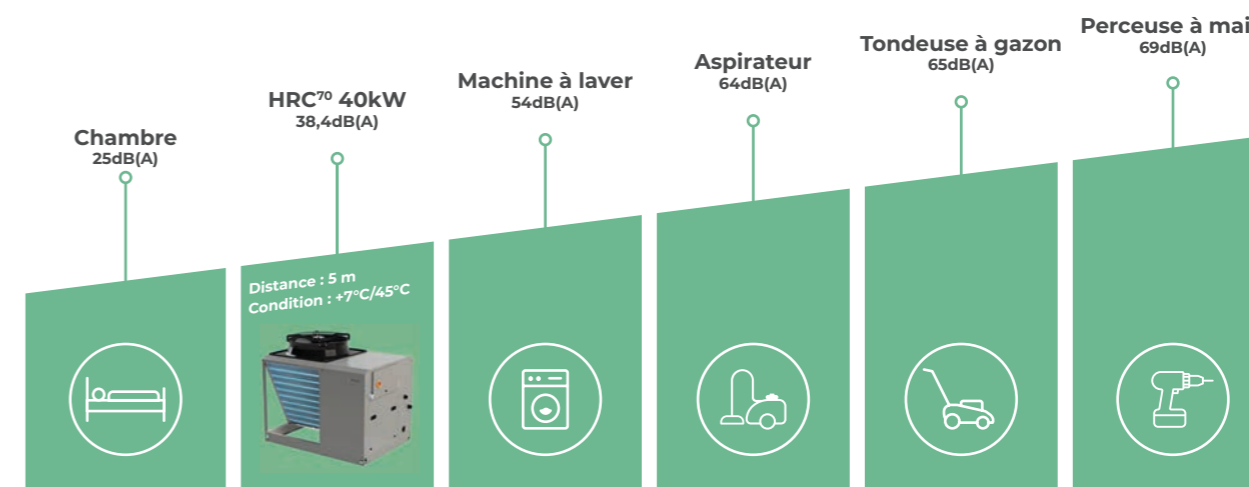 Chambre
25dB(A)
HRC⁷⁰ 40kW
38,4dB(A)
Distance : 5 m
Condition : +7°C/45°C
Machine à laver
54dB(A)
Aspirateur
64dB(A)
Tondeuse à gazon
65dB(A)
Perceuse à mai
69dB(A)